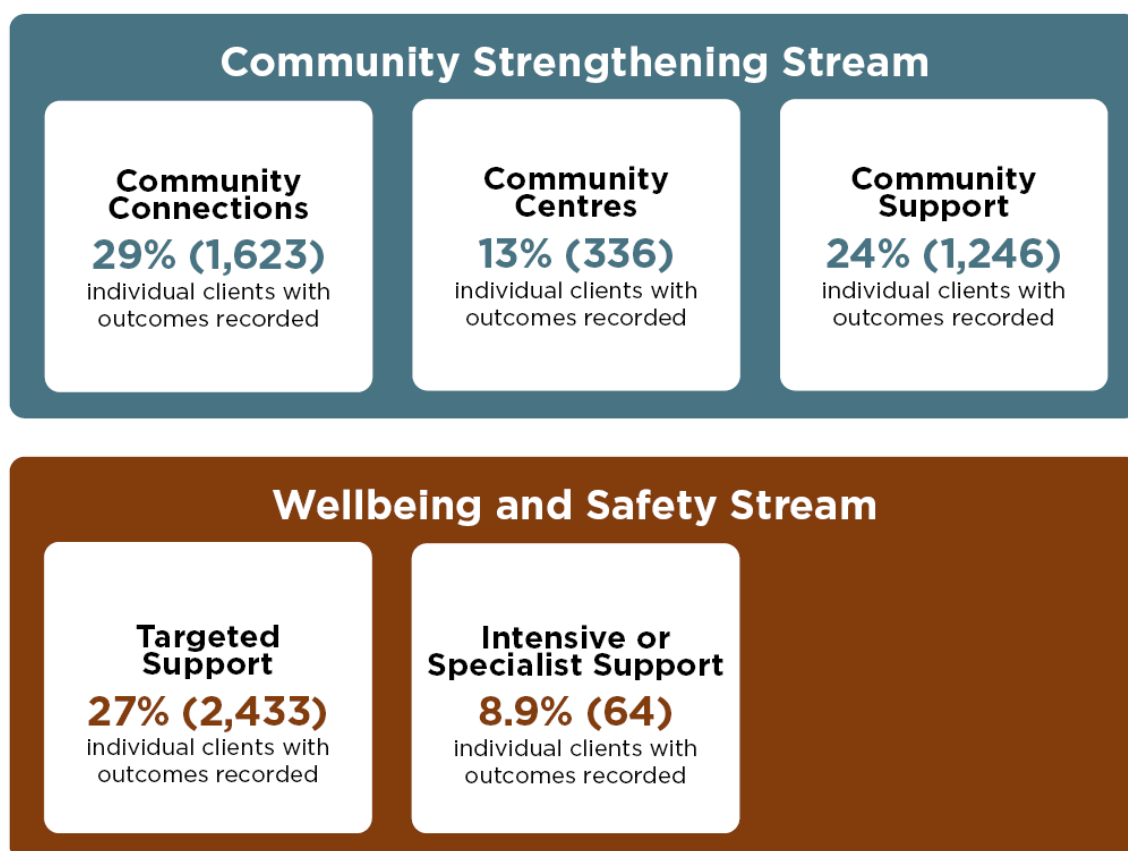 Community Strengthening Stream
Community
Connections
29% (1,623)
individual clients with
outcomes recorded
Community
Centres
13% (336)
individual clients with
outcomes recorded
Community
Support
24% (1,246)
individual clients with
outcomes recorded
Wellbeing and Safety Stream
Targeted
Support
27% (2,433)
individual clients with
outcomes recorded
Intensive or
Specialist Support
8.9% (64)
individual clients with
outcomes recorded